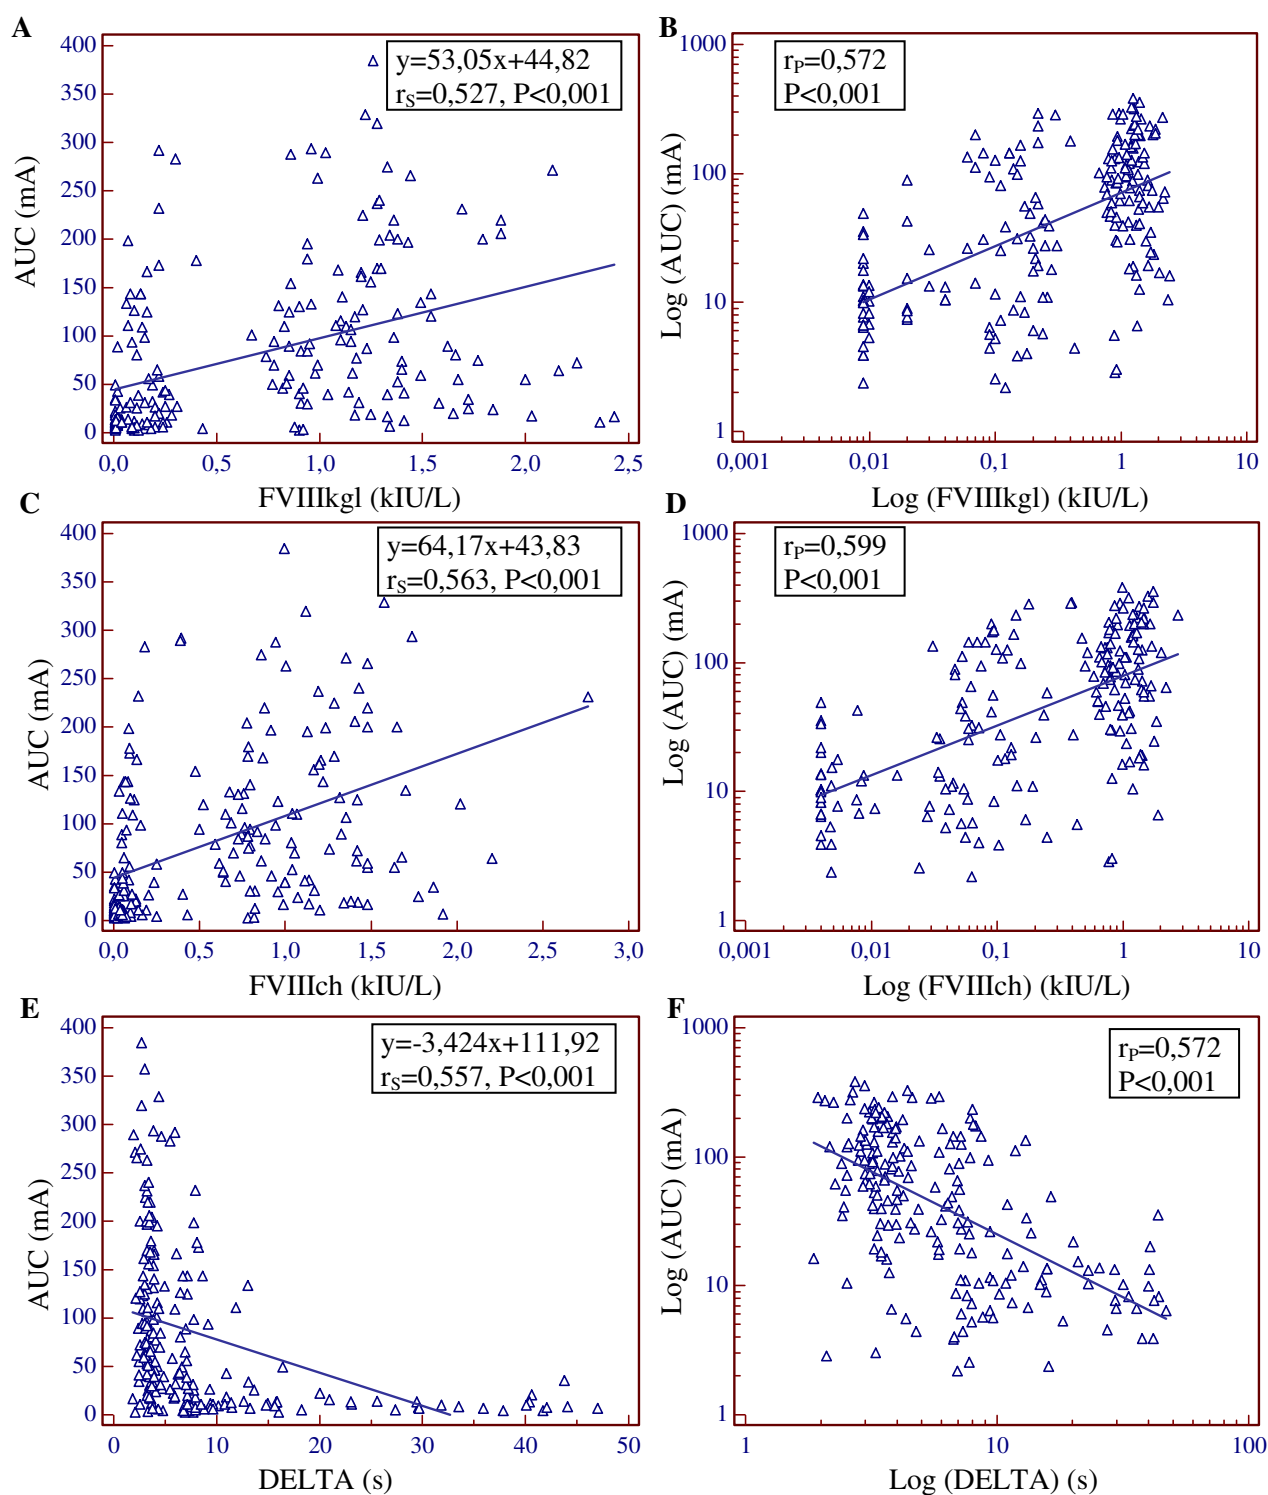 A
y=53,05x+44,82
rS=0,527, P<0,001
400
350
300
250
200
150
100
50
0
AUC (mA)
0,0 0,5 1,0 1,5 2,0 2,5
FVIIIkgl (kIU/L)
B
rP=0,572
P<0,001
1000
100
10
1
Log (AUC) (mA)
0,001 0,01 0,1 1 10
Log (FVIIIkgl) (kIU/L)
C
y=64,17x+43,83
rS=0,563, P<0,001
400
350
300
250
200
150
100
50
0
AUC (mA)
0,0 0,5 1,0 1,5 2,0 2,5 3,0
FVIIIch (kIU/L)
D
rP=0,599
P<0,001
1000
100
10
1
Log (AUC) (mA)
0,001 0,01 0,1 1 10
Log (FVIIIch) (kIU/L)
E
y=-3,424x+111,92
rS=0,557, P<0,001
400
350
300
250
200
150
100
50
0
AUC (mA)
0 10 20 30 40 50
DELTA (s)
F
rP=0,572
P<0,001
1000
100
10
1
Log (AUC) (mA)
1 10 100
Log (DELTA) (s)